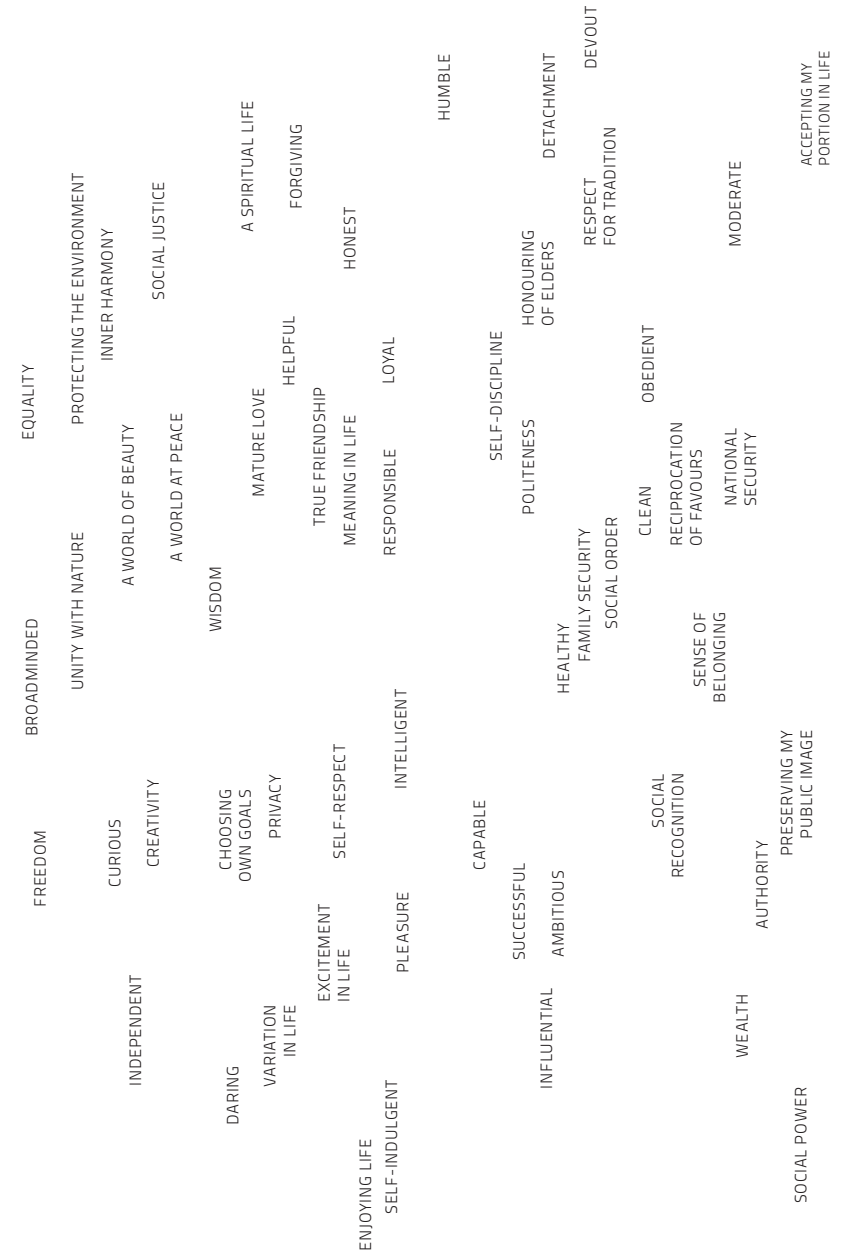 EQUALITY
BROADMINDED
FREEDOM
UNITY WITH NATURE
PROTECTING THE ENVIRONMENT
INNER HARMONY
CURIOUS
A WORLD OF BEAUTY
INDEPENDENT
CREATIVITY
SOCIAL JUSTICE
A WORLD AT PEACE
WISDOM
DARING
CHOOSING
OWN GOALS
A SPIRITUAL LIFE
MATURE LOVE
VARIATION
IN LIFE
PRIVACY
HELPFUL
FORGIVING
TRUE FRIENDSHIP
EXCITEMENT
IN LIFE
SELF-RESPECT
MEANING IN LIFE
HONEST
ENJOYING LIFE
SELF-INDULGENT
RESPONSIBLE
LOYAL
PLEASURE
INTELLIGENT
HUMBLE
CAPABLE
SELF-DISCIPLINE
SUCCESSFUL
POLITENESS
HONOURING
OF ELDERS
INFLUENTIAL
DETACHMENT
AMBITIOUS
HEALTHY
FAMILY SECURITY
DEVOUT
RESPECT
FOR TRADITION
SOCIAL ORDER
CLEAN
OBEDIENT
SOCIAL
RECOGNITION
RECIPROCATION
OF FAVOURS
SENSE OF
BELONGING
NATIONAL
SECURITY
MODERATE
WEALTH
AUTHORITY
PRESERVING MY
PUBLIC IMAGE
SOCIAL POWER
ACCEPTING MY
PORTION IN LIFE